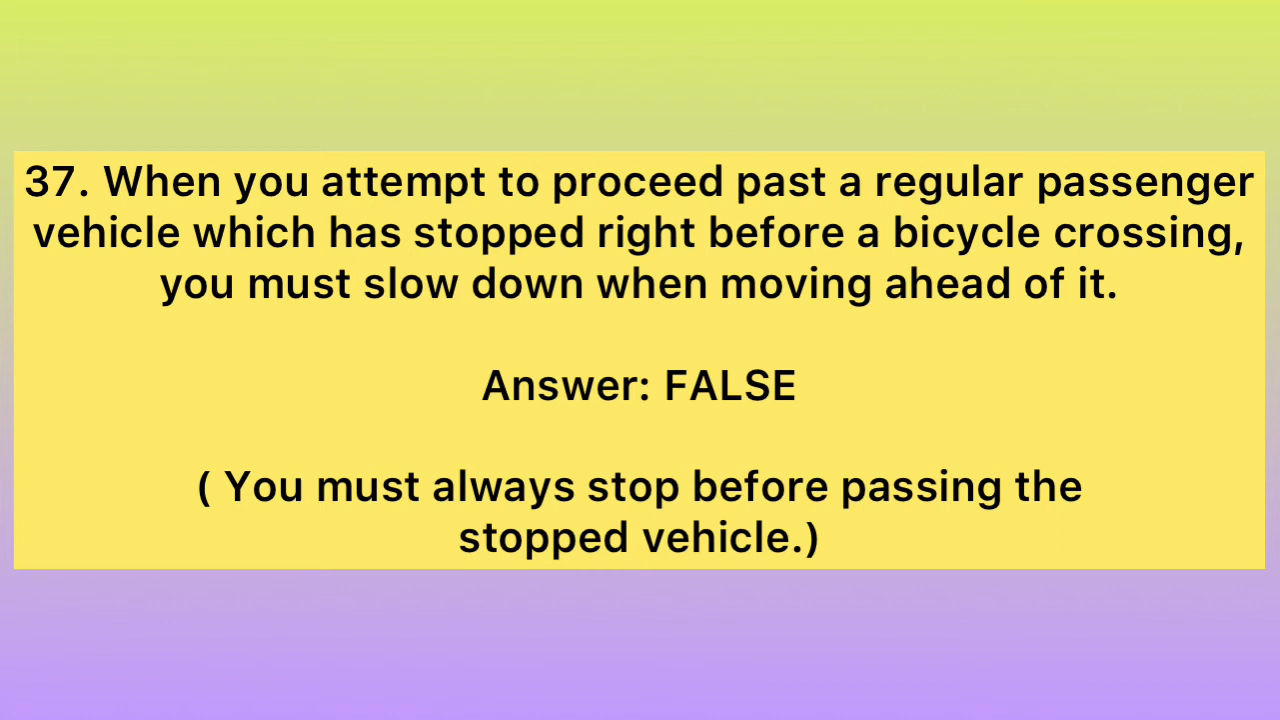 37. When you attempt to proceed past a regular passenger
vehicle which has stopped right before a bicycle crossing,
you must slow down when moving ahead of it.
Answer: FALSE
( You must always stop before passing the
stopped vehicle.)